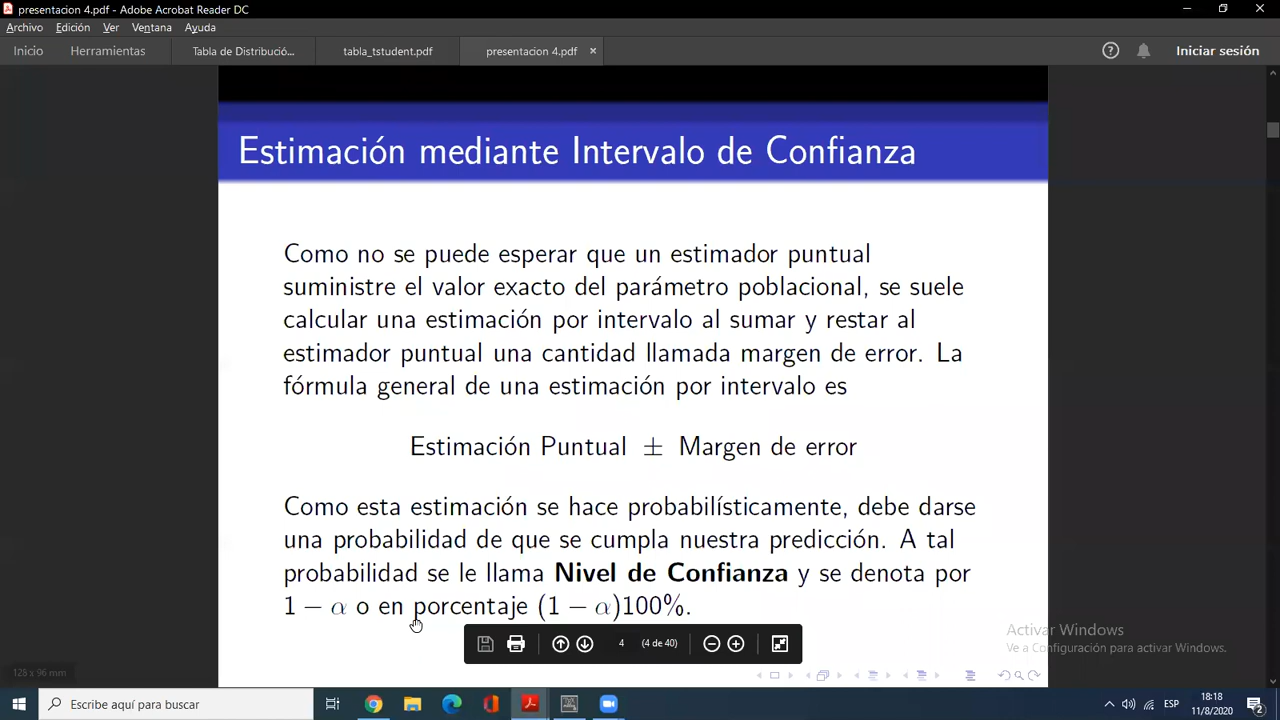 presentacion 4.pdf - Adobe Acrobat Reader DC
Archivo Edición Ver Ventana Ayuda
Inicio Herramientas Tabla de Distribució... tabla_tstudent.pdf presentacion 4.pdf × Iniciar sesión
Estimación mediante Intervalo de Confianza
Como no se puede esperar que un estimador puntual
suministre el valor exacto del parámetro poblacional, se suele
calcular una estimación por intervalo al sumar y restar al
estimador puntual una cantidad llamada margen de error. La
fórmula general de una estimación por intervalo es
Estimación Puntual ± Margen de error
Como esta estimación se hace probabilísticamente, debe darse
una probabilidad de que se cumpla nuestra predicción. A tal
probabilidad se le llama Nivel de Confianza y se denota por
1 − α o en porcentaje (1 − α)100%.
4 (4 de 40)
Activar Windows
Ve a Configuración para activar Windows.
128 x 96 mm
Escribe aquí para buscar
ESP
18:18
11/8/2020
2